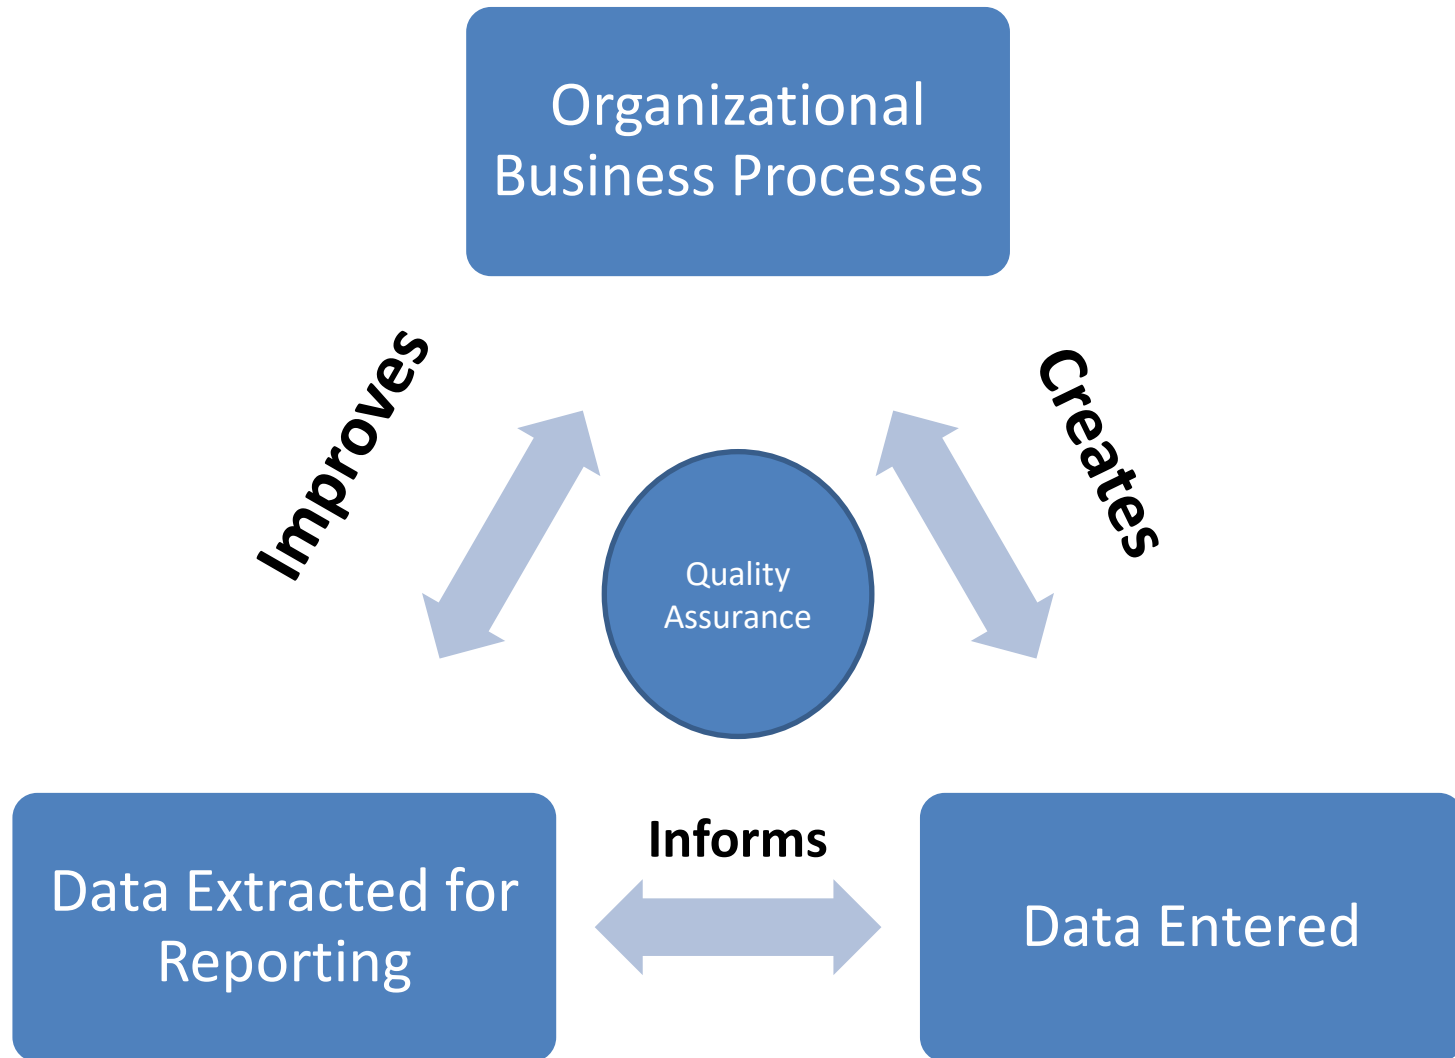 Organizational
Business Processes
Improves
Creates
Quality
Assurance
Informs
Data Extracted for
Reporting
Data Entered